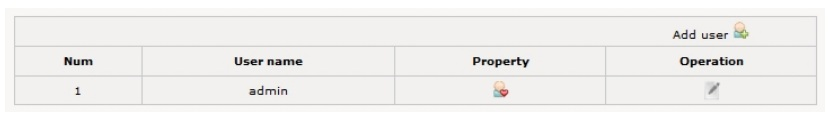 Add user
Num User name Property Operation
1 admin